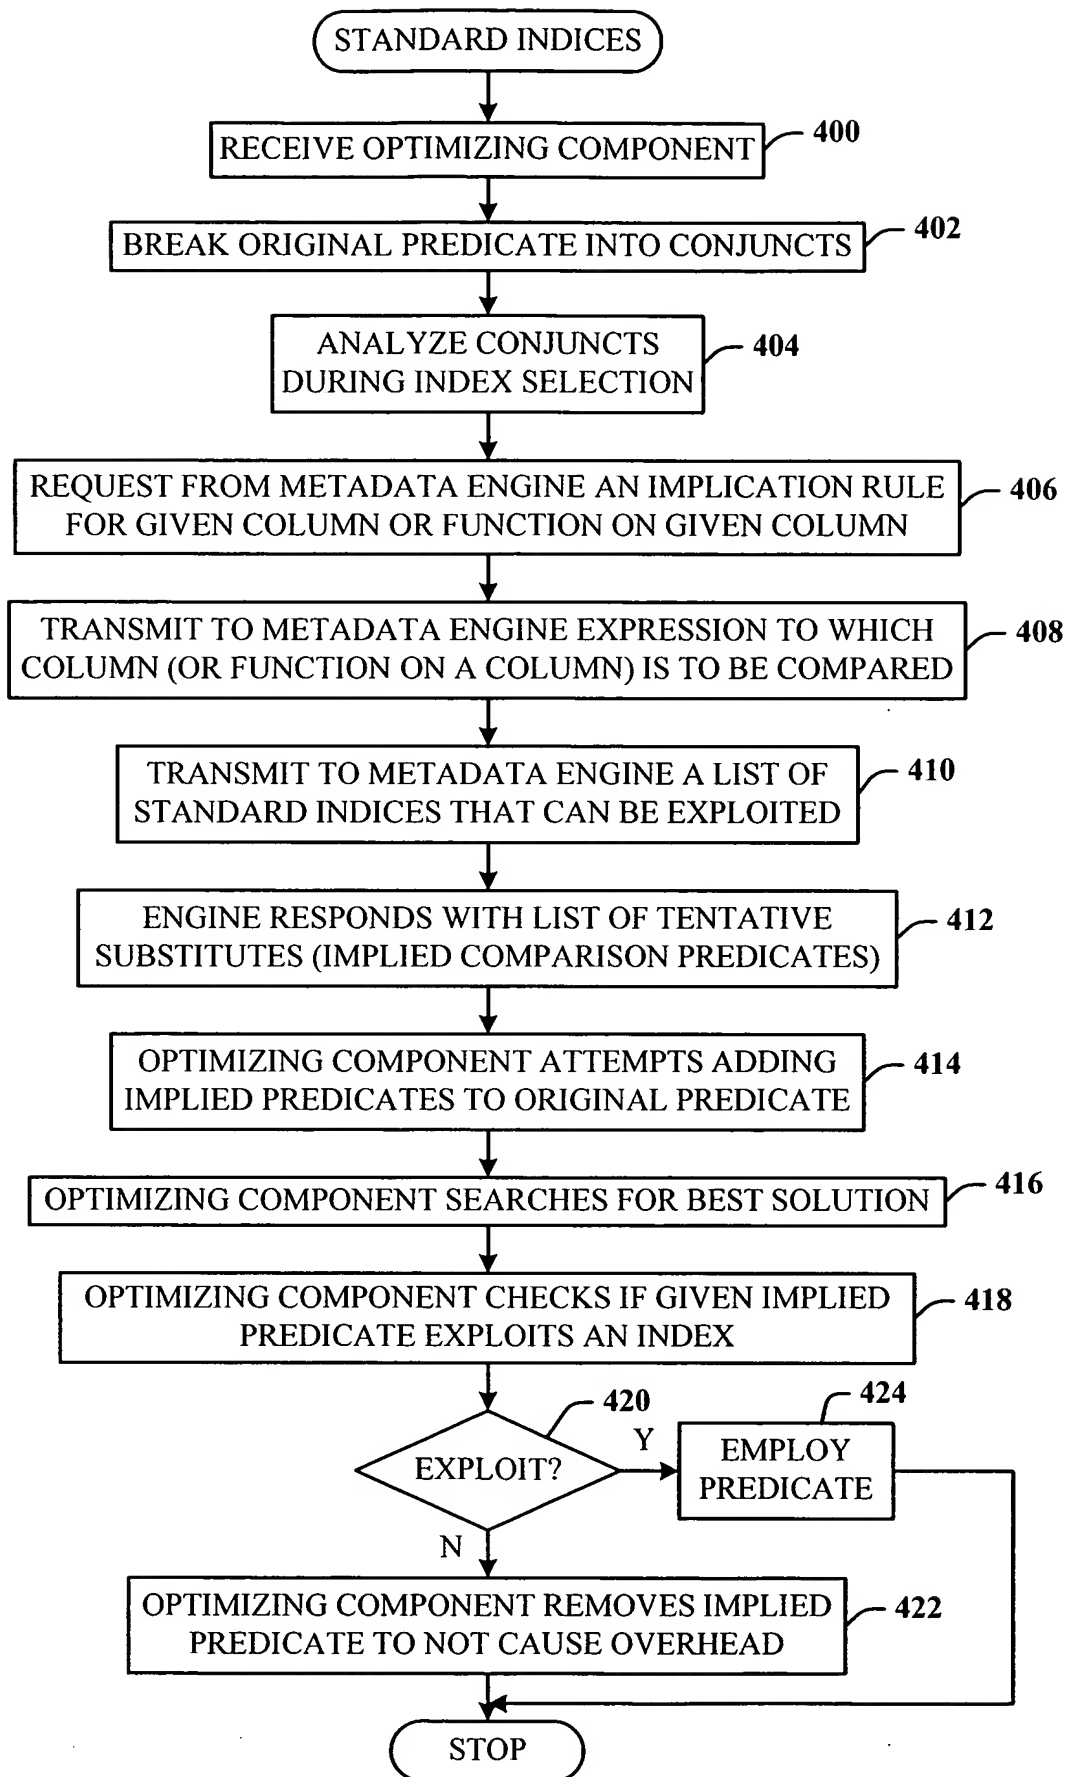 STANDARD INDICES
RECEIVE OPTIMIZING COMPONENT
400
BREAK ORIGINAL PREDICATE INTO CONJUNCTS
402
ANALYZE CONJUNCTS
DURING INDEX SELECTION
404
REQUEST FROM METADATA ENGINE AN IMPLICATION RULE
FOR GIVEN COLUMN OR FUNCTION ON GIVEN COLUMN
406
TRANSMIT TO METADATA ENGINE EXPRESSION TO WHICH
COLUMN (OR FUNCTION ON A COLUMN) IS TO BE COMPARED
408
TRANSMIT TO METADATA ENGINE A LIST OF
STANDARD INDICES THAT CAN BE EXPLOITED
410
ENGINE RESPONDS WITH LIST OF TENTATIVE
SUBSTITUTES (IMPLIED COMPARISON PREDICATES)
412
OPTIMIZING COMPONENT ATTEMPTS ADDING
IMPLIED PREDICATES TO ORIGINAL PREDICATE
414
OPTIMIZING COMPONENT SEARCHES FOR BEST SOLUTION
416
OPTIMIZING COMPONENT CHECKS IF GIVEN IMPLIED
PREDICATE EXPLOITS AN INDEX
418
EXPLOIT?
420
Y
EMPLOY
PREDICATE
424
N
OPTIMIZING COMPONENT REMOVES IMPLIED
PREDICATE TO NOT CAUSE OVERHEAD
422
STOP